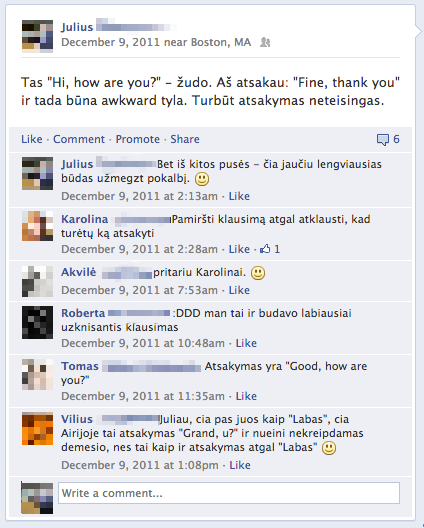 Julius
December 9, 2011 near Boston, MA
Tas "Hi, how are you?" – žudo. Aš atsakau: "Fine, thank you"
ir tada būna awkward tyla. Turbūt atsakymas neteisingas.
Like · Comment · Promote · Share 6
Julius Bet iš kitos pusės – čia jaučiu lengviausias
būdas užmegzt pokalbį.
December 9, 2011 at 2:13am · Like
Karolina Pamiršti klausimą atgal atklausti, kad
turėtų ką atsakyti
December 9, 2011 at 2:28am · Like · 1
Akvilė pritariu Karolinai.
December 9, 2011 at 7:53am · Like
Roberta :DDD man tai ir budavo labiausiai
uzknisantis klausimas
December 9, 2011 at 10:48am · Like
Tomas Atsakymas yra "Good, how are
you?"
December 9, 2011 at 11:35am · Like
Vilius Juliau, cia pas juos kaip "Labas", cia
Airijoje tai atsakymas "Grand, u?" ir nueini nekreipdamas
demesio, nes tai kaip ir atsakymas atgal "Labas"
December 9, 2011 at 1:08pm · Like
Write a comment...